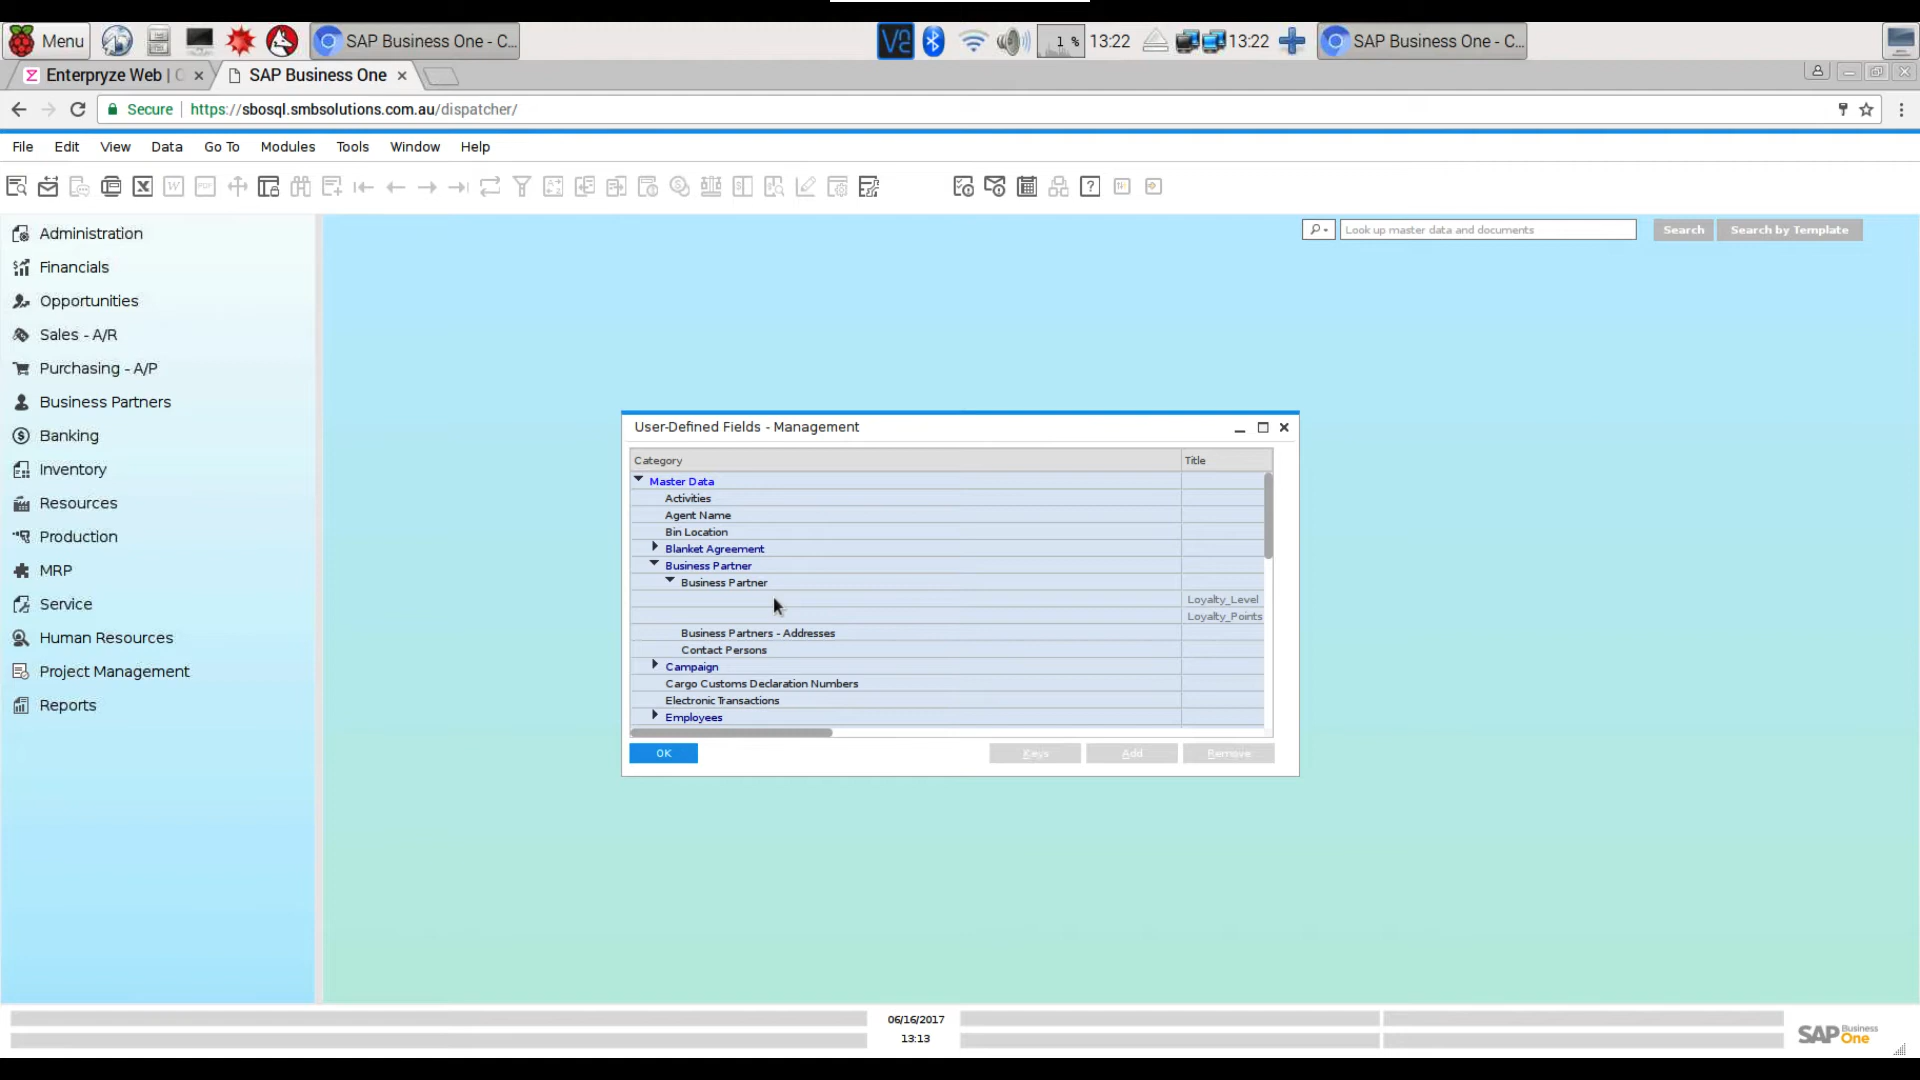 Menu
SAP Business One - C...
1 %
13:22
13:22
SAP Business One - C...
Enterpryze Web | C
SAP Business One
Secure
https://sbosql.smbsolutions.com.au/dispatcher/
File
Edit
View
Data
Go To
Modules
Tools
Window
Help
Administration
Financials
Opportunities
Sales - A/R
Purchasing - A/P
Business Partners
Banking
Inventory
Resources
Production
MRP
Service
Human Resources
Project Management
Reports
Look up master data and documents
Search
Search by Template
User-Defined Fields - Management
Category
Title
Master Data
Activities
Agent Name
Bin Location
Blanket Agreement
Business Partner
Business Partner
Loyalty_Level
Loyalty_Points
Business Partners - Addresses
Contact Persons
Campaign
Cargo Customs Declaration Numbers
Electronic Transactions
Employees
OK
Keys
Add
Remove
06/16/2017
13:13
SAP Business One